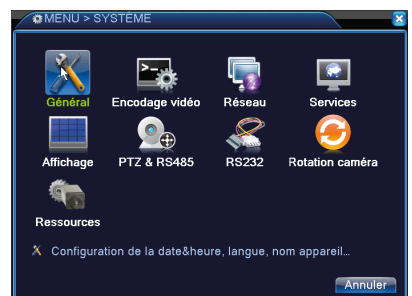 MENU > SYSTÈME
Général Encodage vidéo Réseau Services
Affichage PTZ & RS485 RS232 Rotation caméra
Ressources
Configuration de la date&heure, langue, nom appareil...
Annuler